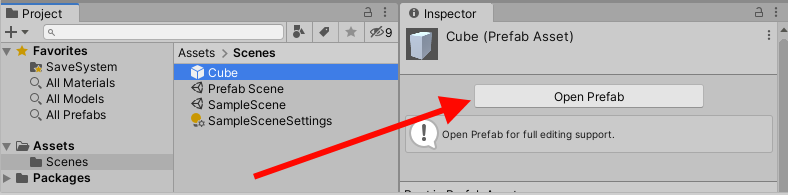 Project
Inspector
9
Cube (Prefab Asset)
Favorites
SaveSystem
All Materials
All Models
All Prefabs
Assets
Scenes
Packages
Assets > Scenes
Cube
Prefab Scene
SampleScene
SampleSceneSettings
Open Prefab
Open Prefab for full editing support.